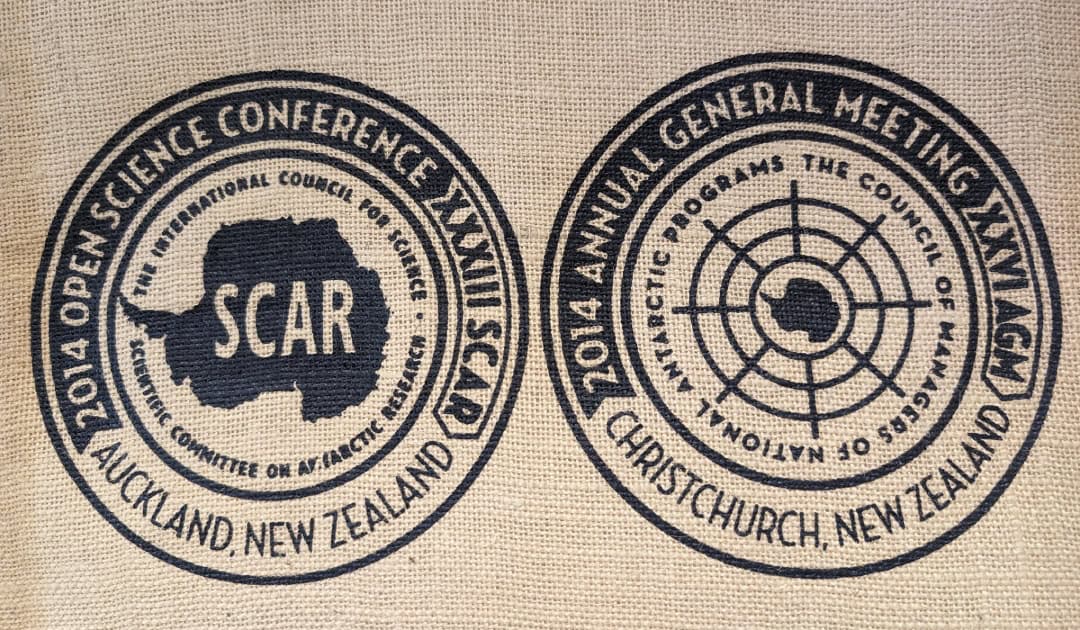 2014 OPEN SCIENCE CONFERENCE
XXXIII SCAR
AUCKLAND, NEW ZEALAND
THE INTERNATIONAL COUNCIL FOR SCIENCE •
SCIENTIFIC COMMITTEE ON ANTARCTIC RESEARCH
SCAR
2014 ANNUAL GENERAL MEETING
XXVI AGM
CHRISTCHURCH, NEW ZEALAND
THE COUNCIL OF MANAGERS OF NATIONAL ANTARCTIC PROGRAMS